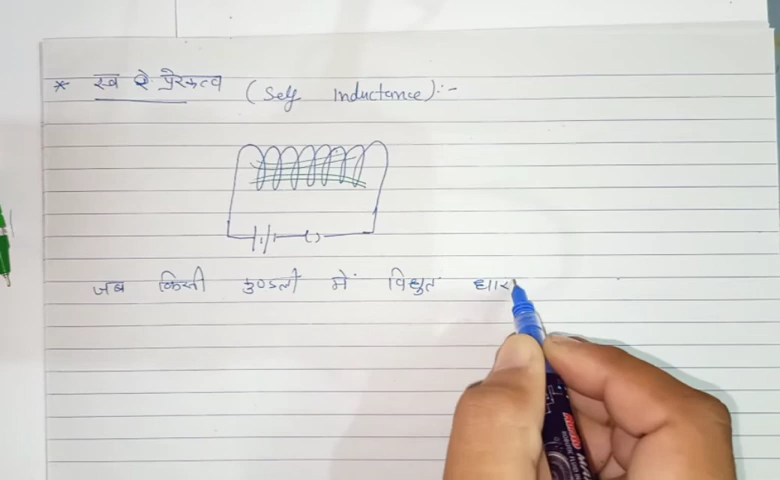 * स्व प्रेरकत्व (Self Inductance):-
जब किसी कुण्डली में विद्युत धारा